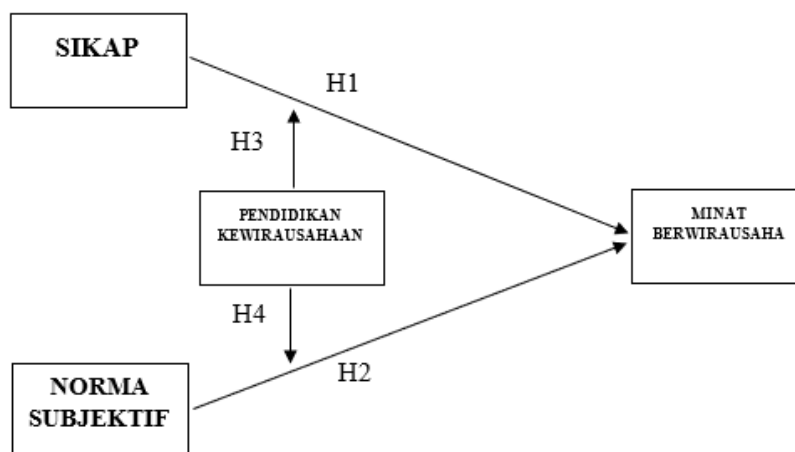 SIKAP
H1
H3
PENDIDIKAN
KEWIRAUSAHAAN
MINAT
BERWIRAUSAHA
H4
H2
NORMA
SUBJEKTIF